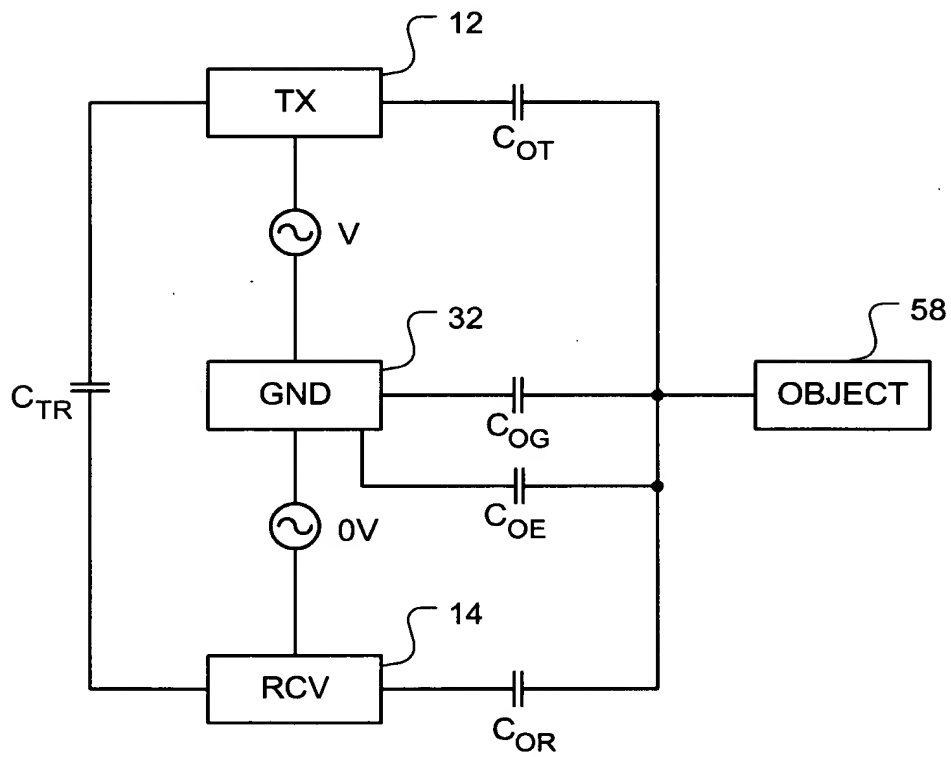 12
TX
C_OT
V
32
58
GND
OBJECT
C_TR
C_OG
C_OE
0V
14
RCV
C_OR